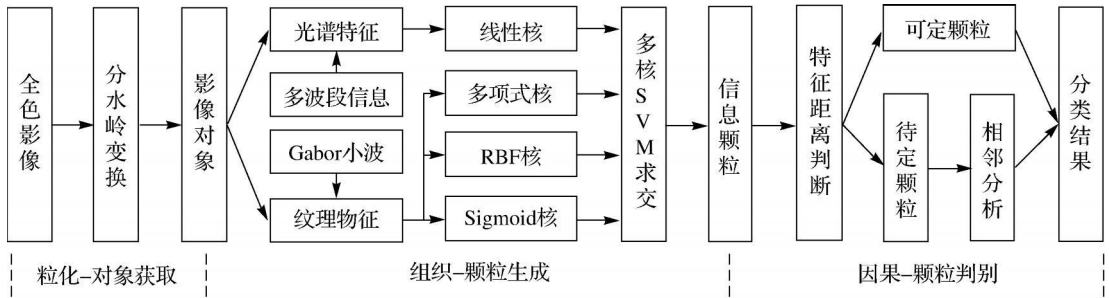 全色影像
分水岭变换
影像对象
光谱特征
多波段信息
Gabor小波
纹理物征
线性核
多项式核
RBF核
Sigmoid核
多核SVM求交
信息颗粒
特征距离判断
可定颗粒
待定颗粒
相邻分析
分类结果
粒化–对象获取
组织–颗粒生成
因果–颗粒判别